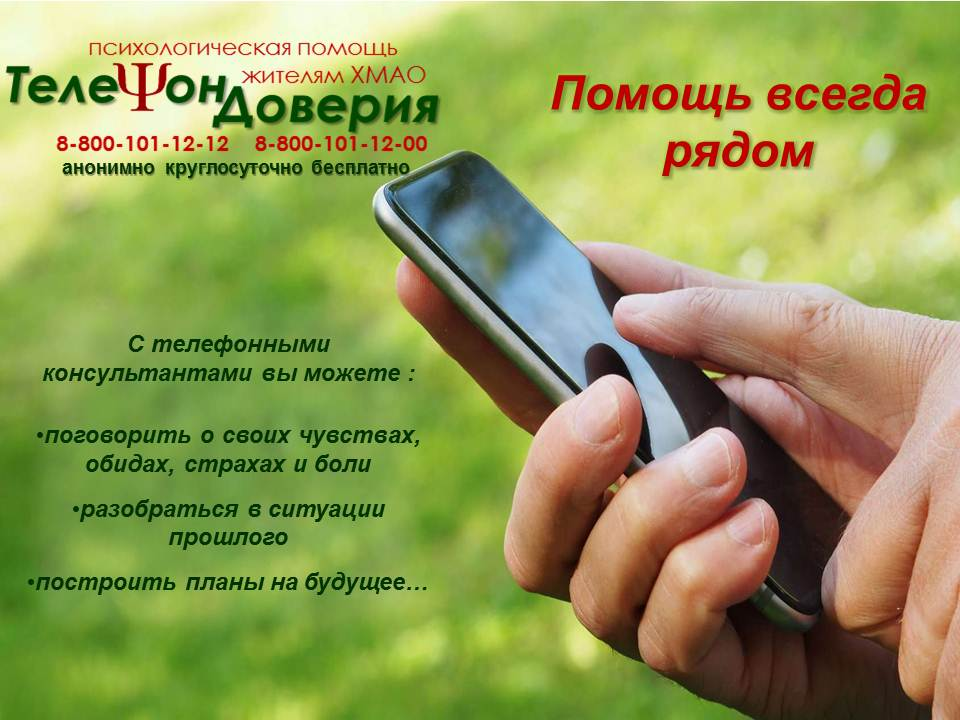 психологическая помощь
жителям ХМАО
ТелеΨон
Доверия
8-800-101-12-12 8-800-101-12-00
анонимно круглосуточно бесплатно
Помощь всегда
рядом
С телефонными
консультантами вы можете :
•поговорить о своих чувствах,
обидах, страхах и боли
•разобраться в ситуации
прошлого
•построить планы на будущее…